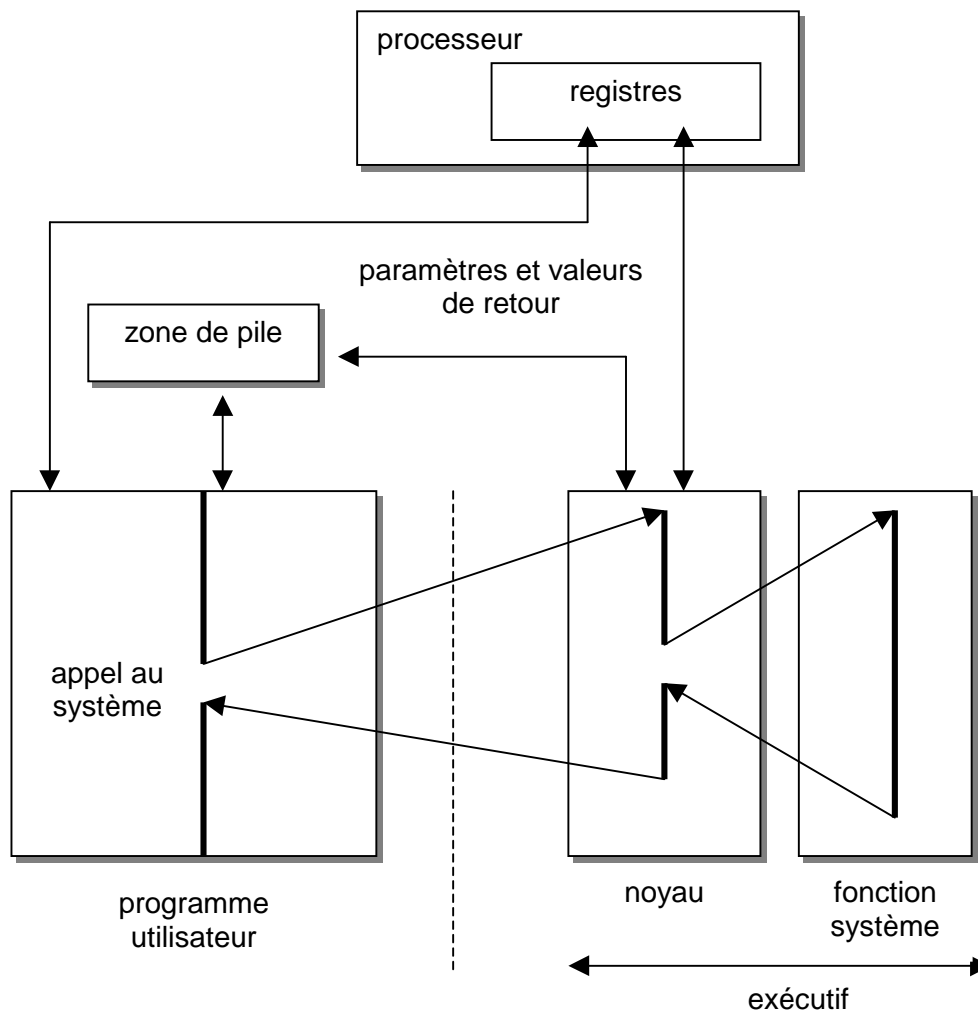 processeur
registres
paramètres et valeurs
de retour
zone de pile
appel au
système
programme
utilisateur
noyau
fonction
système
exécutif